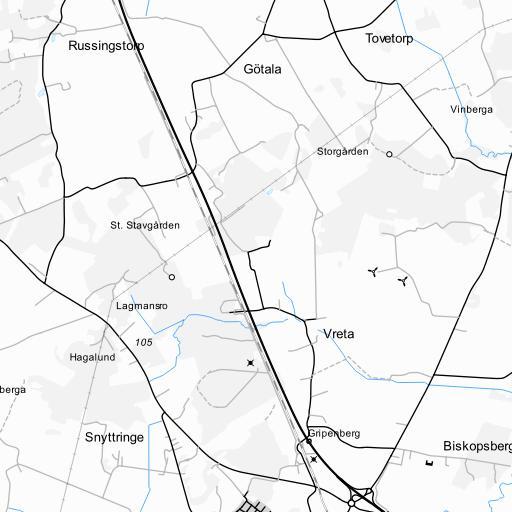 Russingstorp
Tovetorp
Götala
Vinberga
Storgården
St. Stavgården
Lagmansro
Vreta
105
Hagalund
berga
Gripenberg
Snyttringe
Biskopsberg